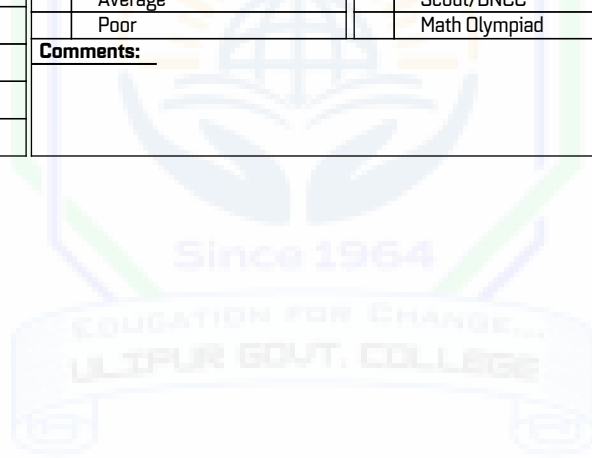 Average Scout/BNCC
Poor Math Olympiad
Comments:
Since 1964
EDUCATION FOR CHANGE...
ULIPUR GOVT. COLLEGE